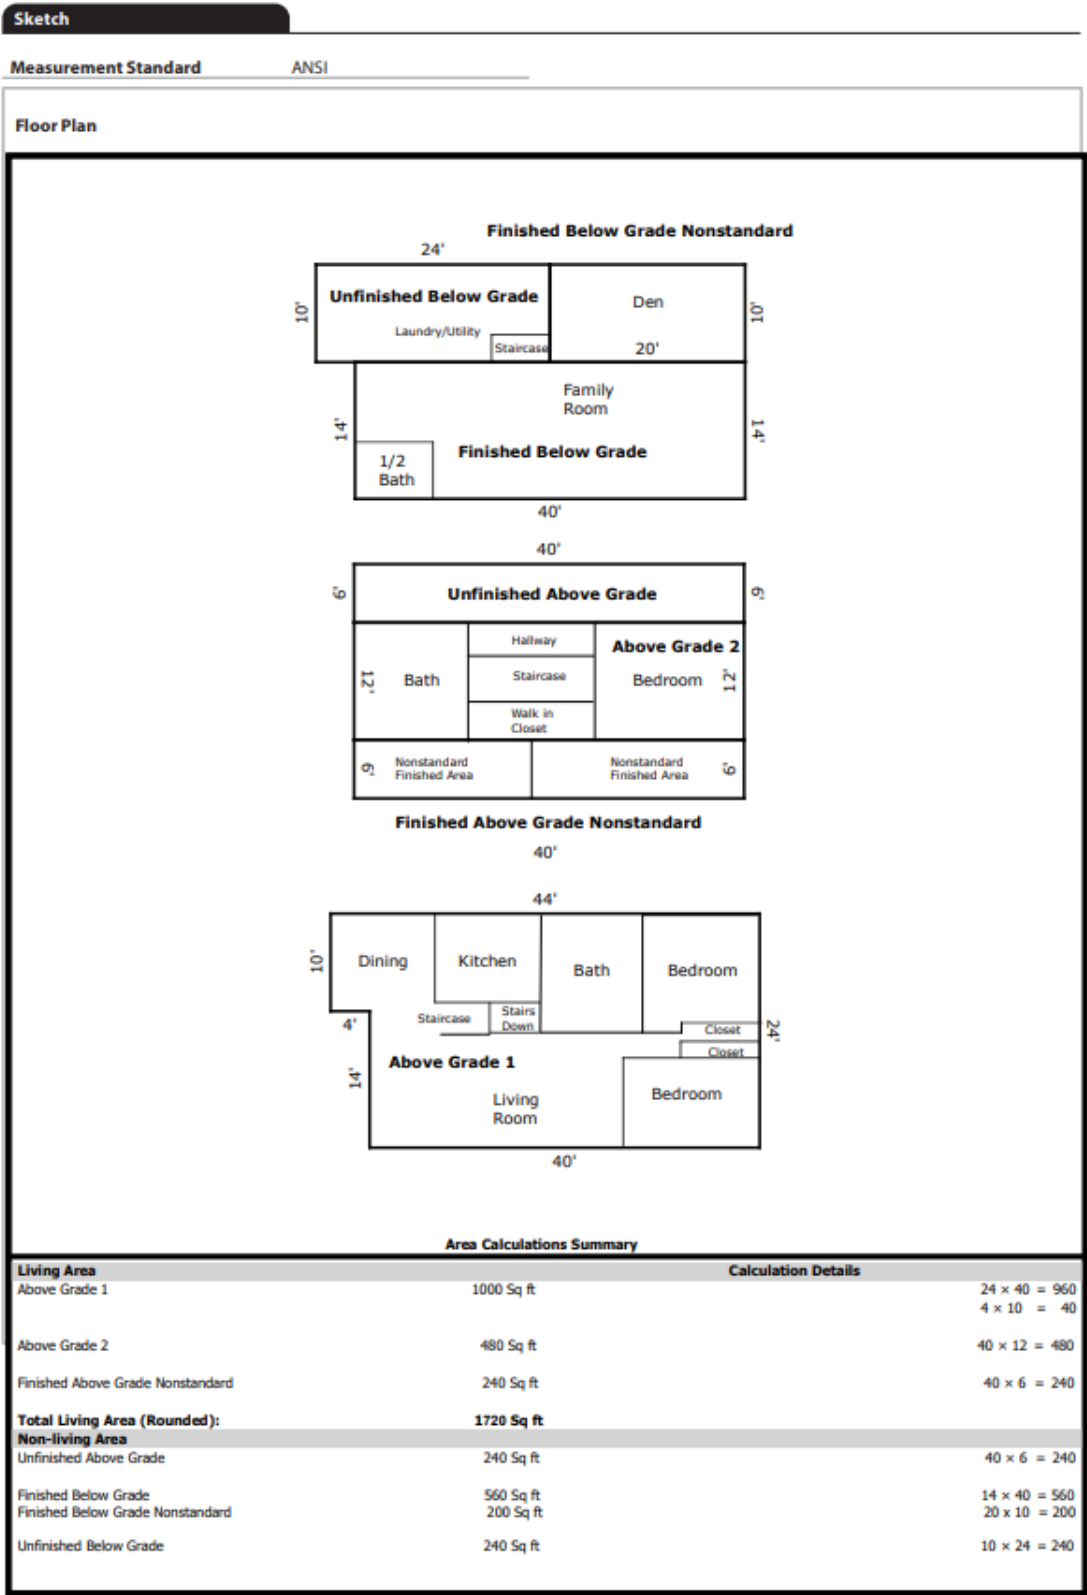 Sketch
Measurement Standard ANSI
Floor Plan
Finished Below Grade Nonstandard
24'
Unfinished Below Grade
Den
10'
10'
Laundry/Utility
Staircase
20'
Family
Room
14'
14'
Finished Below Grade
1/2
Bath
40'
40'
6'
Unfinished Above Grade
6'
Hallway
Above Grade 2
12'
Bath
Staircase
Bedroom
12'
Walk in
Closet
6'
Nonstandard
Finished Area
Nonstandard
Finished Area
6'
Finished Above Grade Nonstandard
40'
44'
10'
Dining
Kitchen
Bath
Bedroom
4'
Staircase
Stairs
Down
Closet
24'
Closet
Above Grade 1
14'
Living
Room
Bedroom
40'
Area Calculations Summary
Living Area Calculation Details
Above Grade 1 1000 Sq ft 24 × 40 = 960
4 × 10 = 40
Above Grade 2 480 Sq ft 40 × 12 = 480
Finished Above Grade Nonstandard 240 Sq ft 40 × 6 = 240
Total Living Area (Rounded): 1720 Sq ft
Non-living Area
Unfinished Above Grade 240 Sq ft 40 × 6 = 240
Finished Below Grade 560 Sq ft 14 × 40 = 560
Finished Below Grade Nonstandard 200 Sq ft 20 x 10 = 200
Unfinished Below Grade 240 Sq ft 10 × 24 = 240